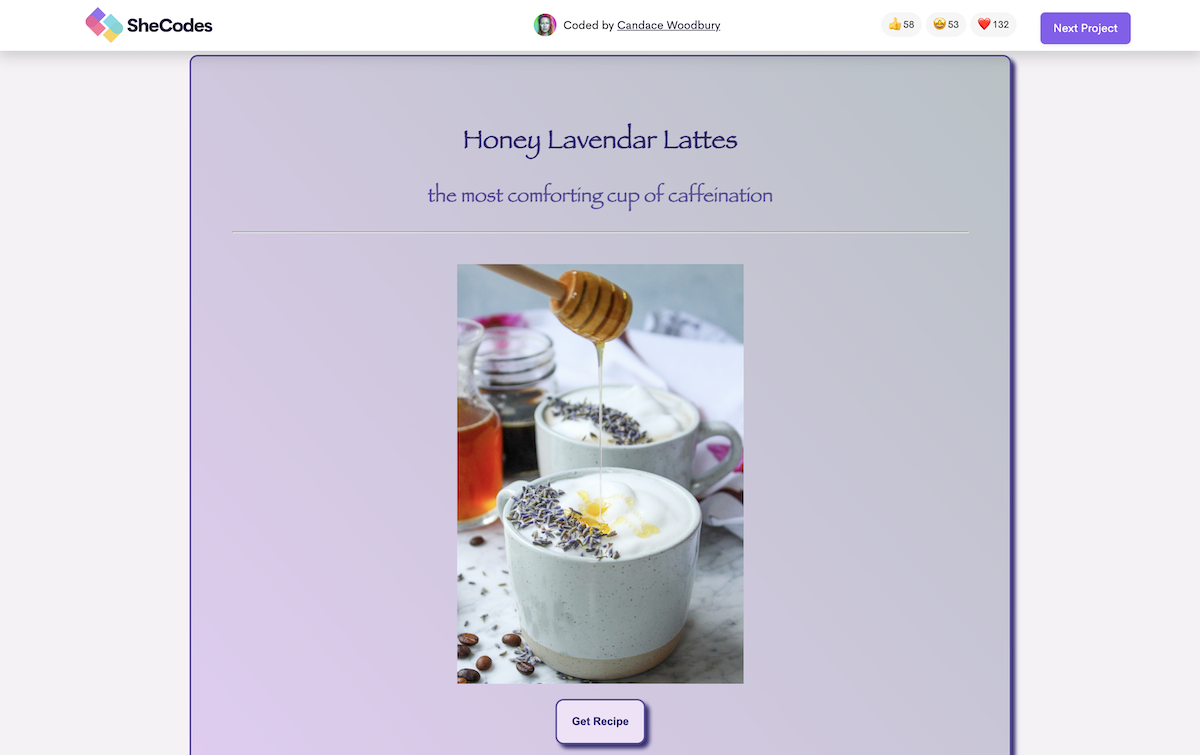 SheCodes
Coded by Candace Woodbury
👍58 🤩53 ❤️132
Next Project
Honey Lavendar Lattes
the most comforting cup of caffeination
Get Recipe